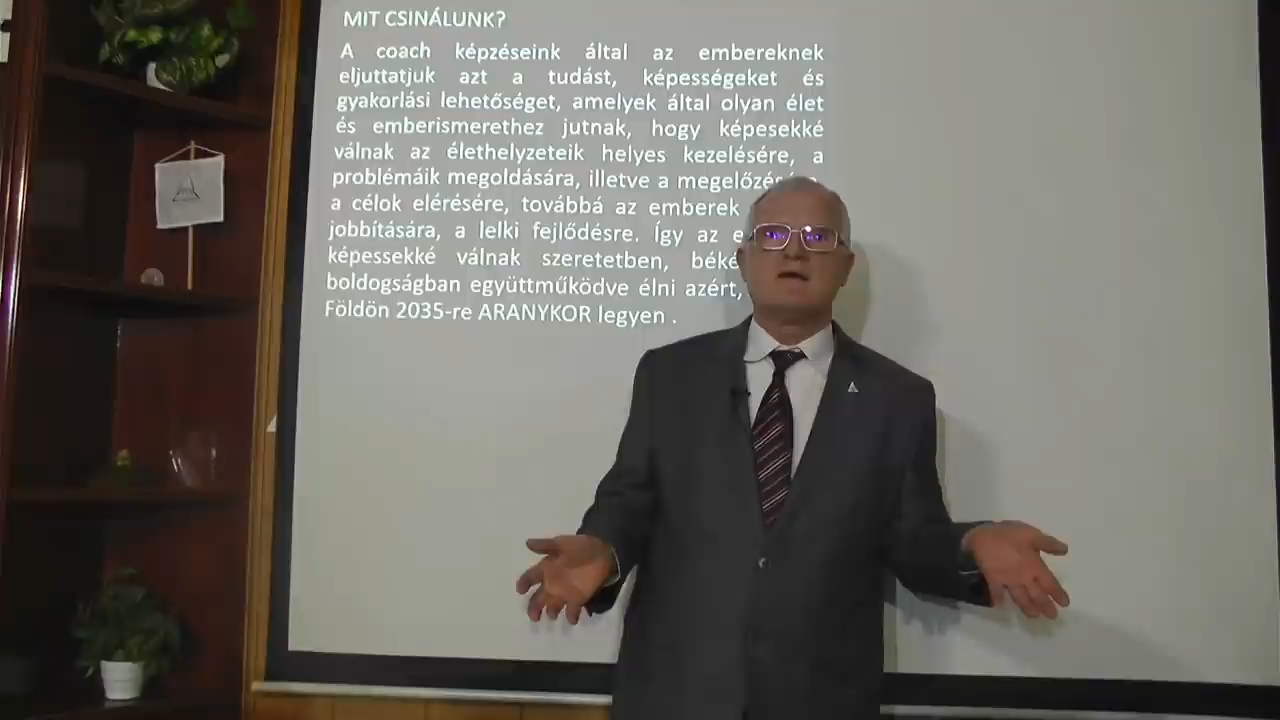 MIT CSINÁLUNK?
A coach képzéseink által az embereknek
eljuttatjuk azt a tudást, képességeket és
gyakorlási lehetőséget, amelyek által olyan élet
és emberismerethez jutnak, hogy képesekké
válnak az élethelyzeteik helyes kezelésére, a
problémáik megoldására, illetve a
a célok elérésére, továbbá az emberek
jobbítására, a lelki fejlődésre. Így az
képessekké válnak szeretetben,
boldogságban együttműködve élni azért,
Földön 2035-re ARANYKOR legyen .